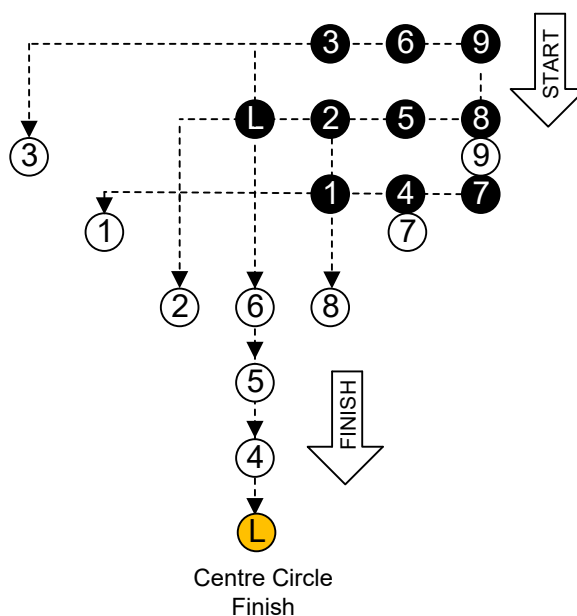 3 6 9
START
L 2 5 8
3 9
1 4 7
1 7
2 6 8
5
FINISH
4
L
Centre Circle
Finish